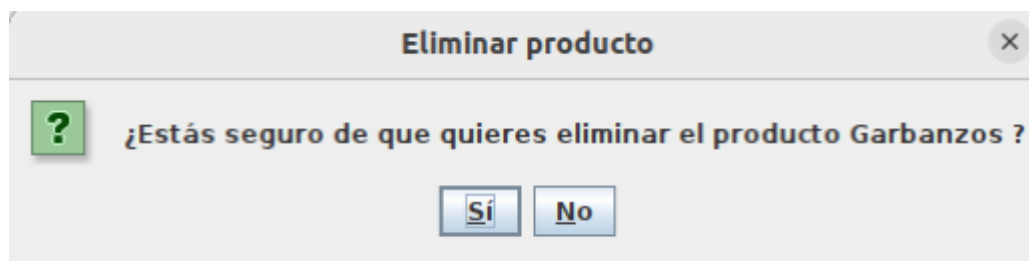 Eliminar producto
¿Estás seguro de que quieres eliminar el producto Garbanzos ?
Sí No